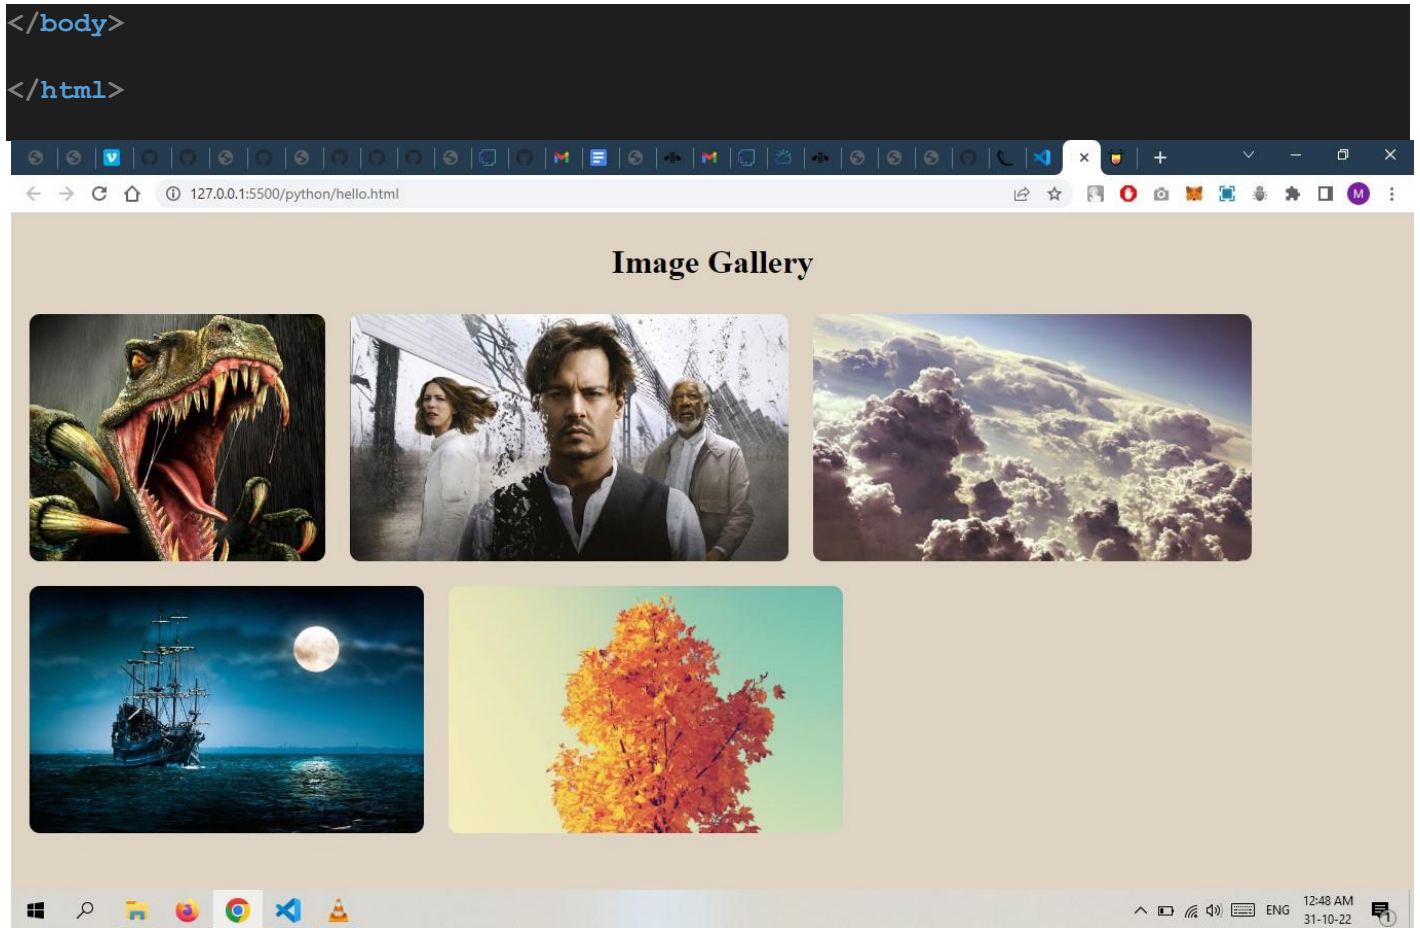 </body>
</html>
127.0.0.1:5500/python/hello.html
M
Image Gallery
ENG
12:48 AM
31-10-22
1